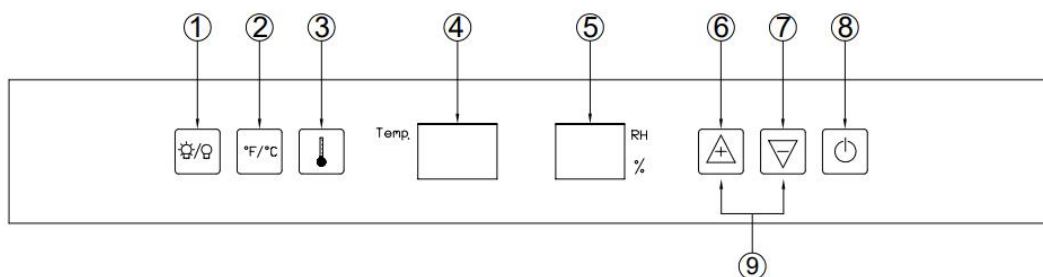 ① ② ③ ④ ⑤ ⑥ ⑦ ⑧
°F/°C Temp. RH
%
⑨